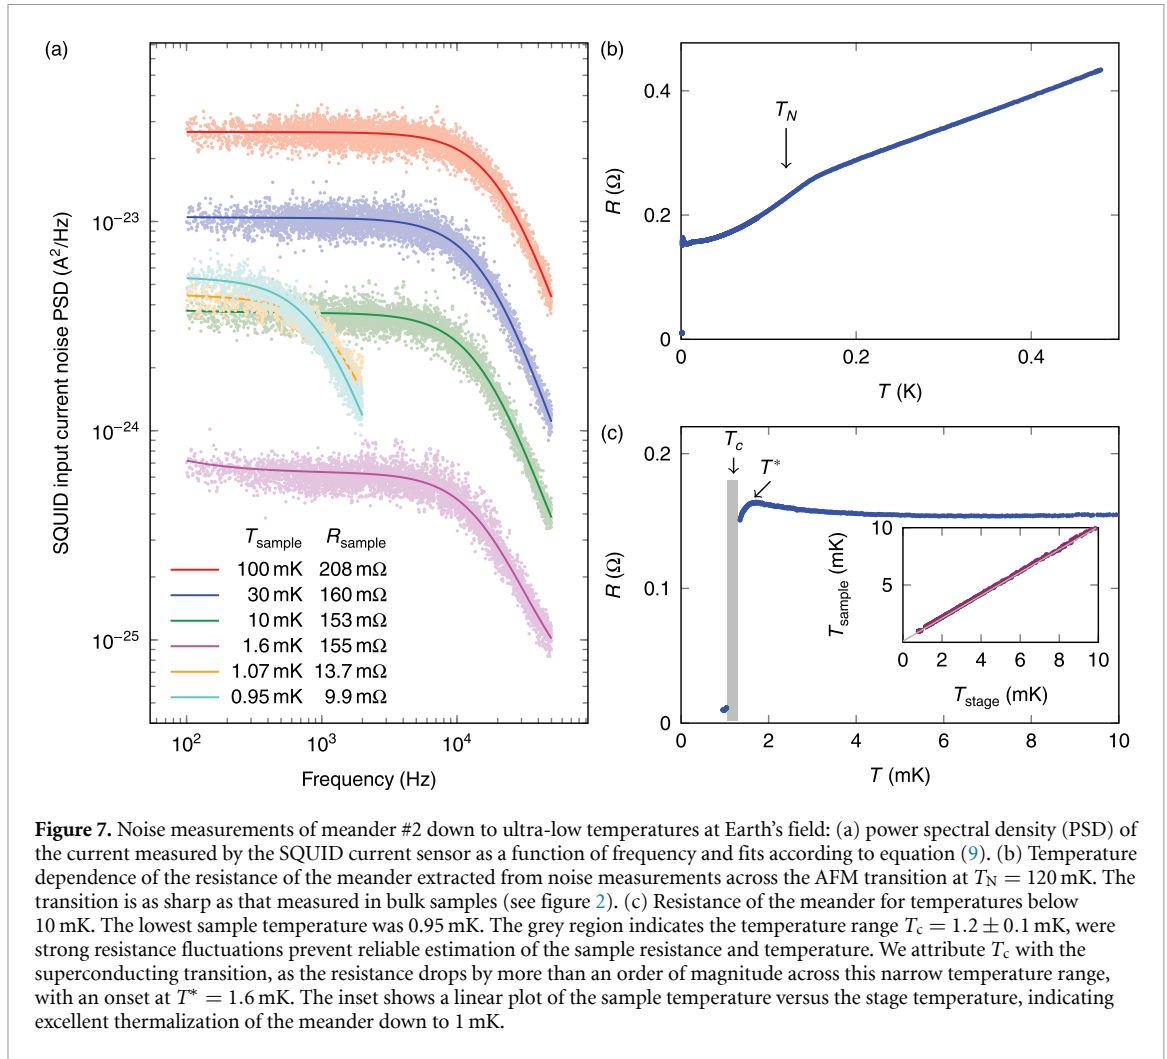 (a)
SQUID input current noise PSD (A²/Hz)
10⁻²³
10⁻²⁴
10⁻²⁵
T_sample R_sample
100 mK 208 mΩ
30 mK 160 mΩ
10 mK 153 mΩ
1.6 mK 155 mΩ
1.07 mK 13.7 mΩ
0.95 mK 9.9 mΩ
10² 10³ 10⁴
Frequency (Hz)
(b)
R (Ω)
0.4
0.2
0
T_N
0 0.2 0.4
T (K)
(c)
R (Ω)
0.2
0.1
0
T_c
T*
T_sample (mK)
10
5
0 2 4 6 8 10
T_stage (mK)
0 2 4 6 8 10
T (mK)
Figure 7. Noise measurements of meander #2 down to ultra-low temperatures at Earth's field: (a) power spectral density (PSD) of
the current measured by the SQUID current sensor as a function of frequency and fits according to equation (9). (b) Temperature
dependence of the resistance of the meander extracted from noise measurements across the AFM transition at T_N = 120 mK. The
transition is as sharp as that measured in bulk samples (see figure 2). (c) Resistance of the meander for temperatures below
10 mK. The lowest sample temperature was 0.95 mK. The grey region indicates the temperature range T_c = 1.2 ± 0.1 mK, were
strong resistance fluctuations prevent reliable estimation of the sample resistance and temperature. We attribute T_c with the
superconducting transition, as the resistance drops by more than an order of magnitude across this narrow temperature range,
with an onset at T* = 1.6 mK. The inset shows a linear plot of the sample temperature versus the stage temperature, indicating
excellent thermalization of the meander down to 1 mK.